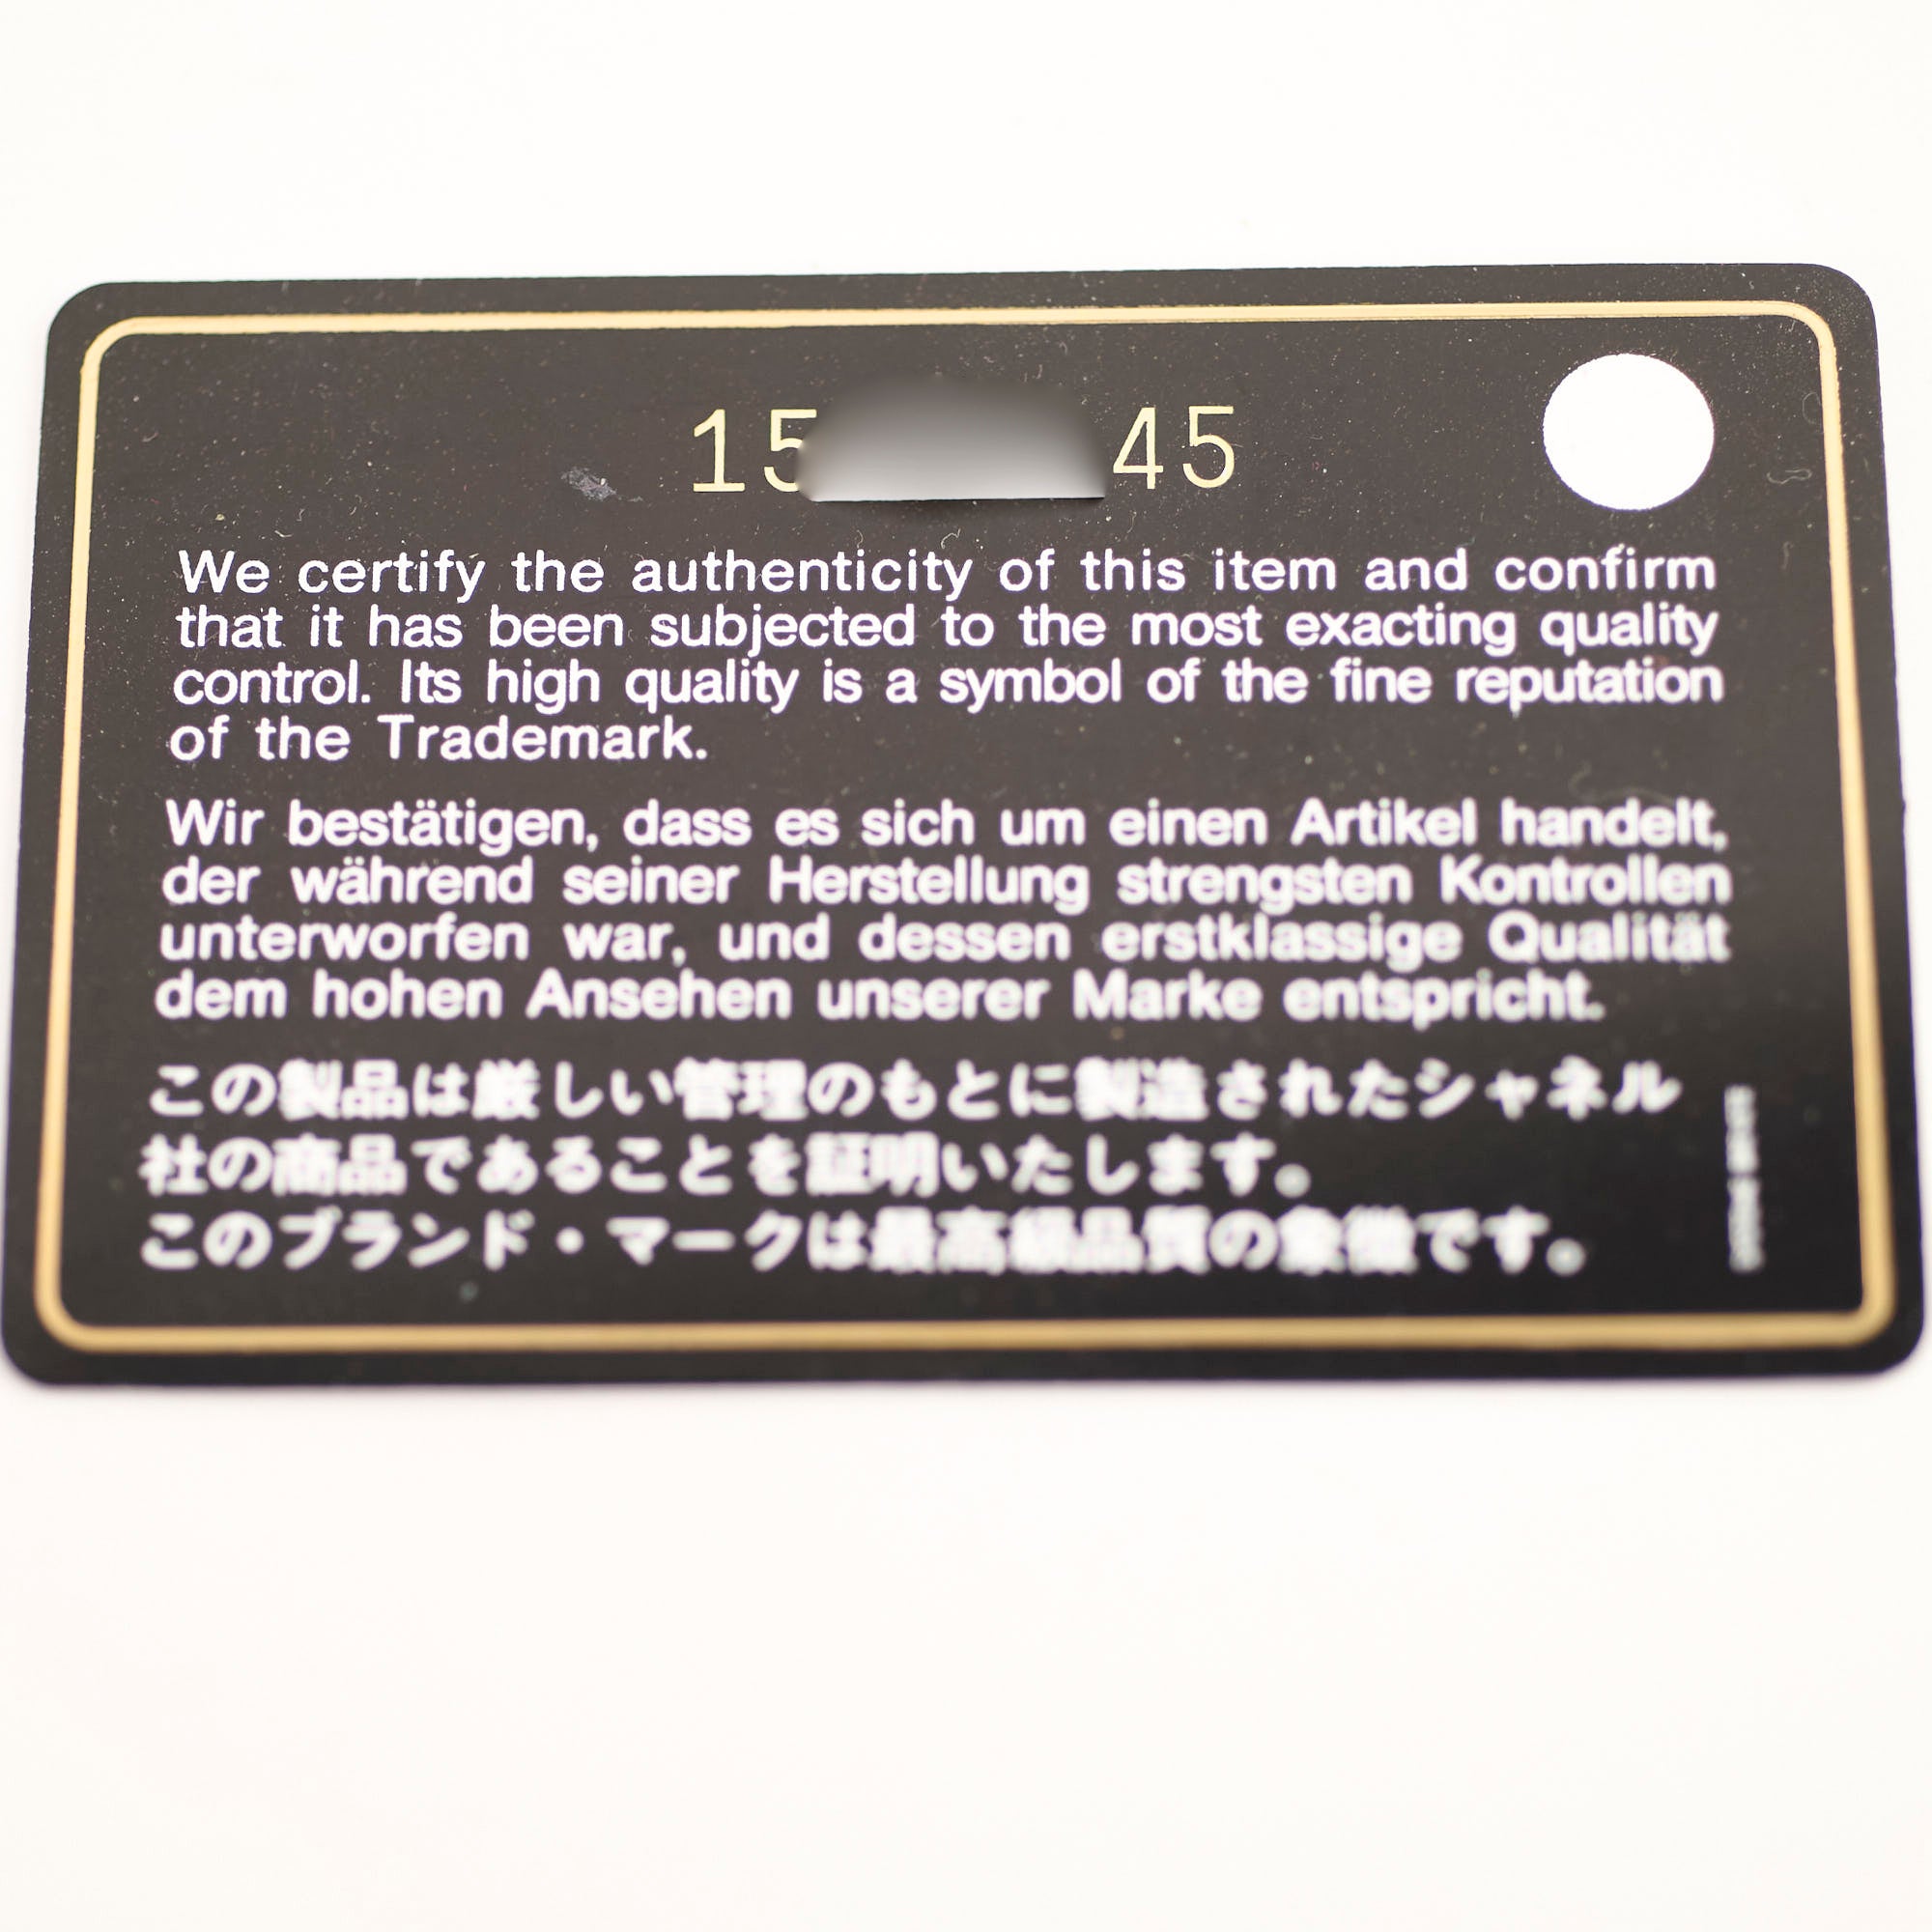 15 45
We certify the authenticity of this item and confirm
that it has been subjected to the most exacting quality
control. Its high quality is a symbol of the fine reputation
of the Trademark.
Wir bestätigen, dass es sich um einen Artikel handelt,
der während seiner Herstellung strengsten Kontrollen
unterworfen war, und dessen erstklassige Qualität
dem hohen Ansehen unserer Marke entspricht.
この製品は厳しい管理のもとに製造されたシャネル
社の商品であることを証明いたします。
このブランド・マークは最高級品質の象徴です。